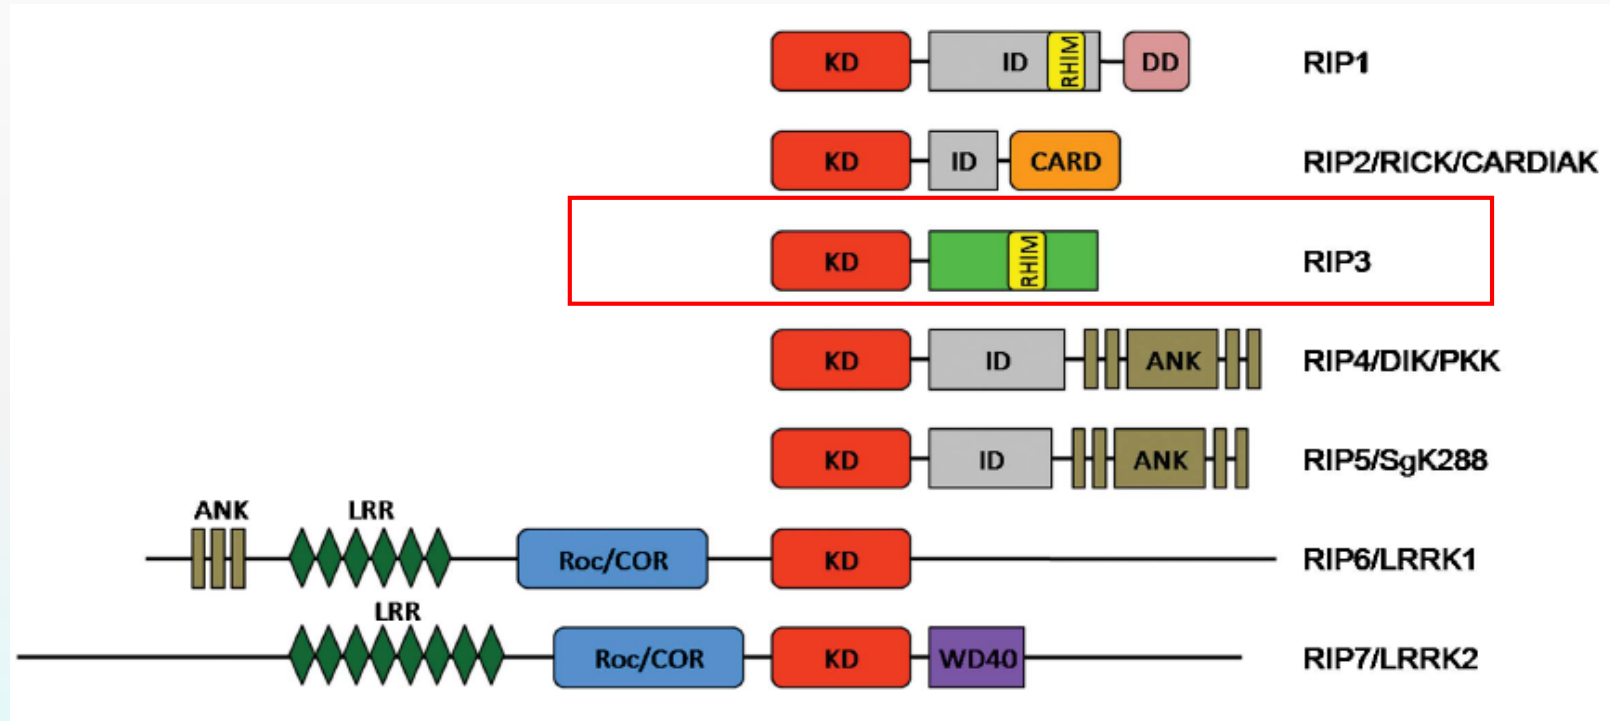 KD ID RHIM DD RIP1
KD ID CARD RIP2/RICK/CARDIAK
KD RHIM RIP3
KD ID ANK RIP4/DIK/PKK
KD ID ANK RIP5/SgK288
ANK LRR
Roc/COR KD RIP6/LRRK1
LRR
Roc/COR KD WD40 RIP7/LRRK2